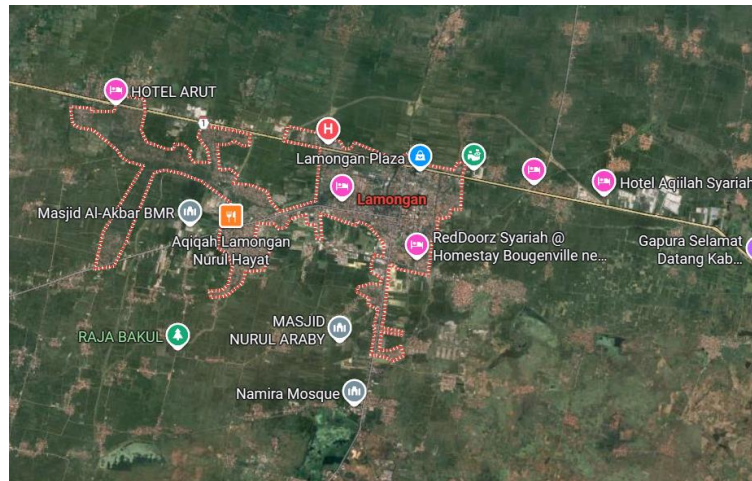 HOTEL ARUT
1
H
Lamongan Plaza
Lamongan
Hotel Aqiilah Syariah
Masjid Al-Akbar BMR
Aqiqah Lamongan
Nurul Hayat
RedDoorz Syariah @
Homestay Bougenville ne...
Gapura Selamat
Datang Kab...
RAJA BAKUL
MASJID
NURUL ARABY
Namira Mosque